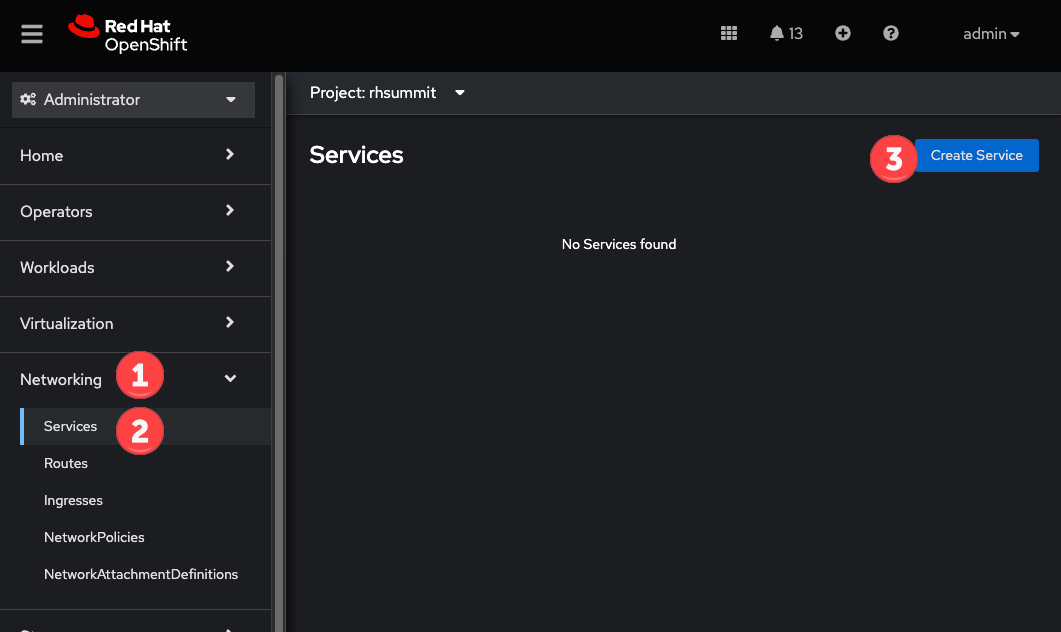 Red Hat
OpenShift
13
admin
Administrator
Project: rhsummit
Home
Services
3
Create Service
Operators
No Services found
Workloads
Virtualization
Networking
1
Services
2
Routes
Ingresses
NetworkPolicies
NetworkAttachmentDefinitions